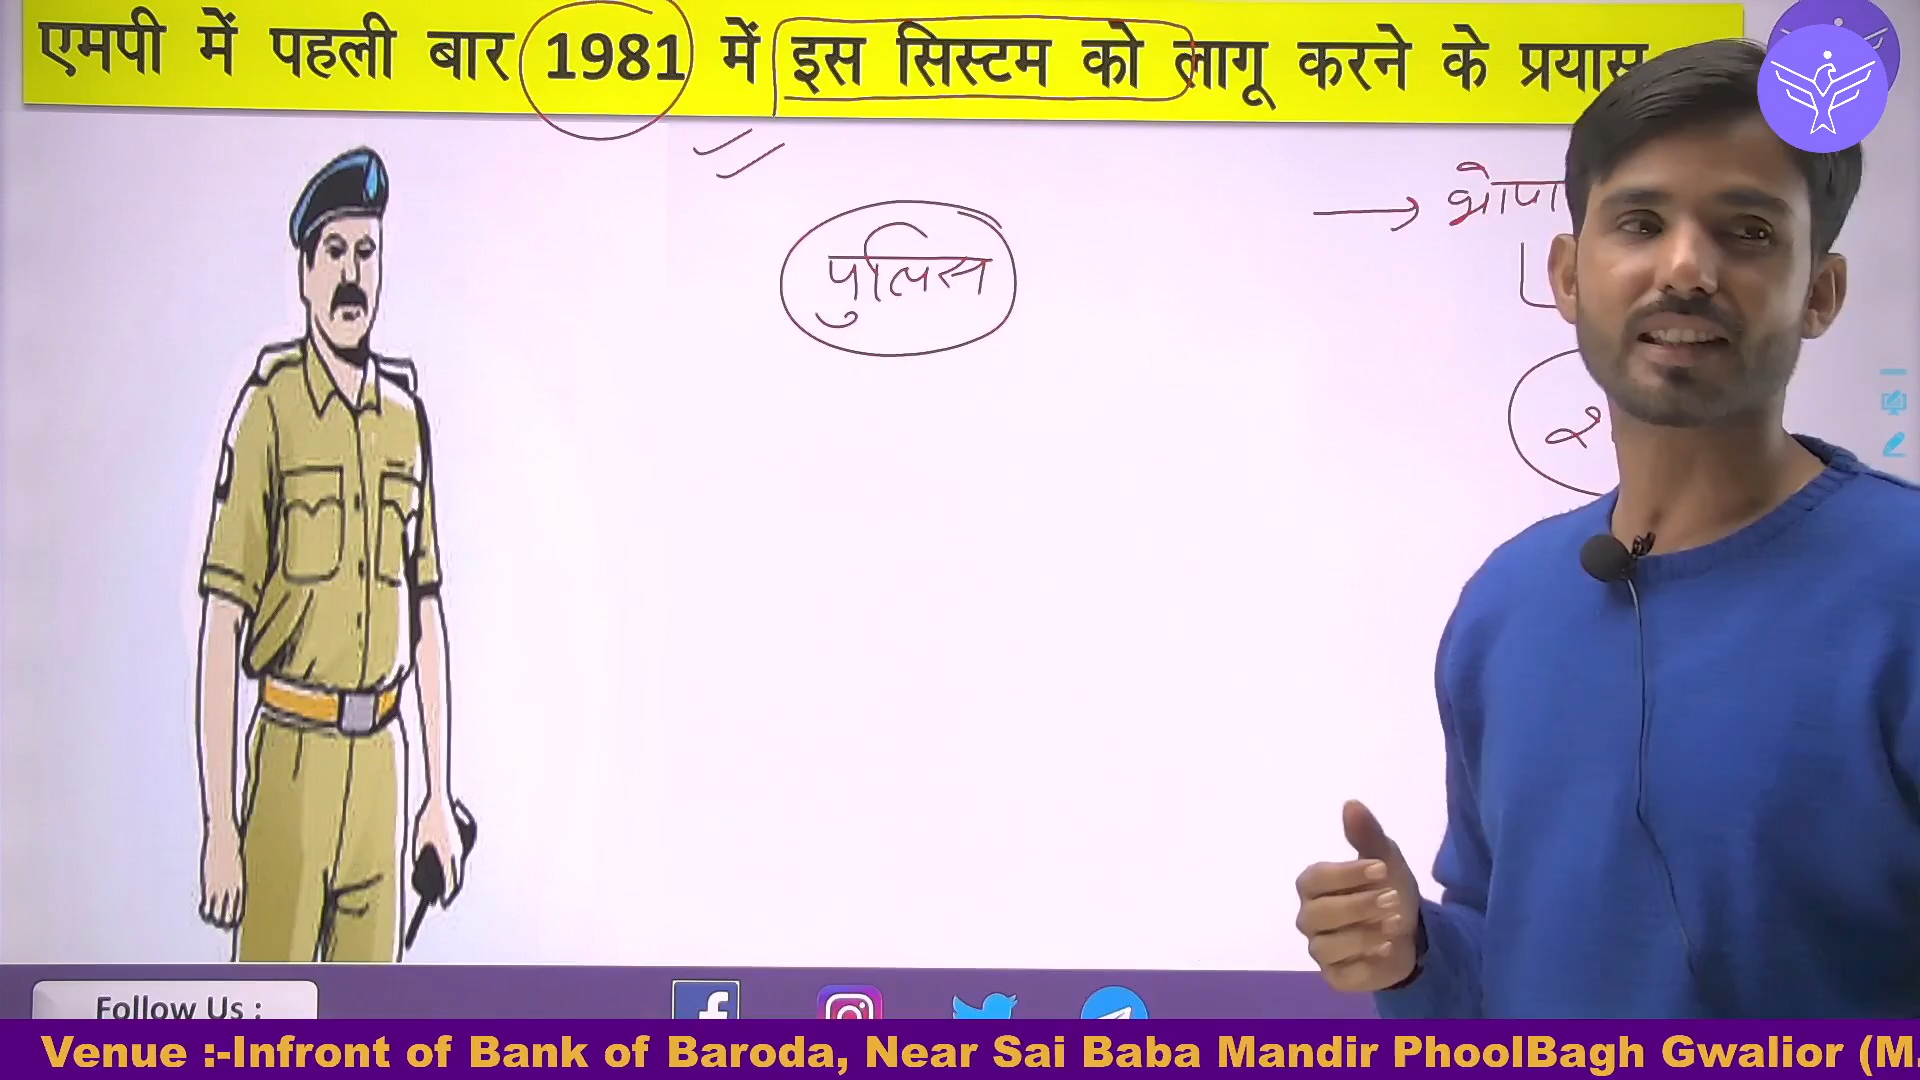 एमपी में पहली बार 1981 में इस सिस्टम को लागू करने के प्रयास
पुलिस
Follow Us :
Venue :-Infront of Bank of Baroda, Near Sai Baba Mandir PhoolBagh Gwalior (M.